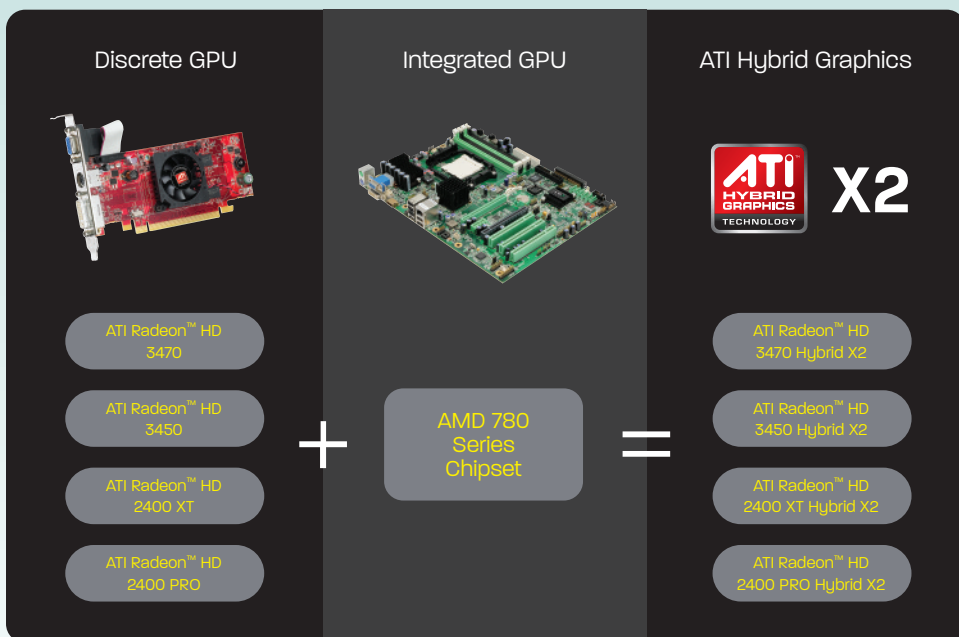 Discrete GPU
Integrated GPU
ATI Hybrid Graphics
ATI™
HYBRID
GRAPHICS
TECHNOLOGY
X2
ATI Radeon™ HD
3470
ATI Radeon™ HD
3450
ATI Radeon™ HD
2400 XT
ATI Radeon™ HD
2400 PRO
+
AMD 780
Series
Chipset
=
ATI Radeon™ HD
3470 Hybrid X2
ATI Radeon™ HD
3450 Hybrid X2
ATI Radeon™ HD
2400 XT Hybrid X2
ATI Radeon™ HD
2400 PRO Hybrid X2